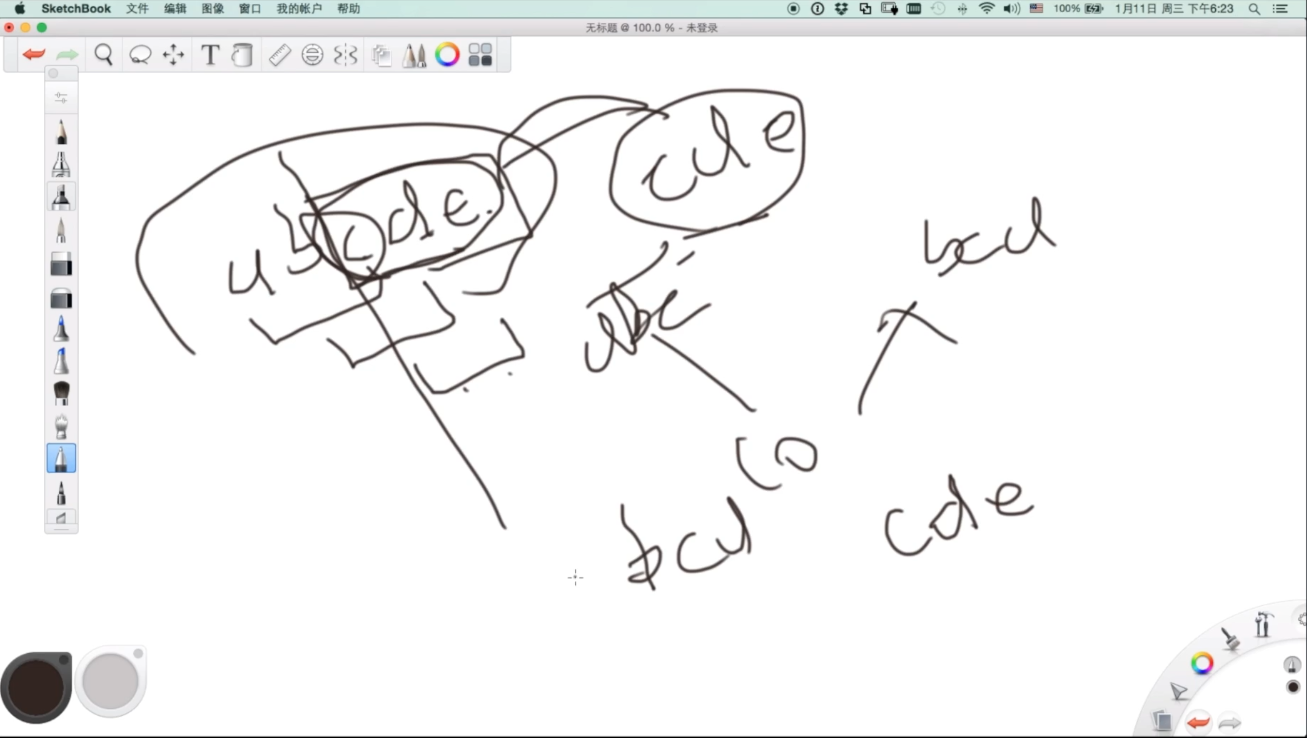 SketchBook 文件 编辑 图像 窗口 我的帐户 帮助 100% 1月11日 周三 下午6:23
无标题 @ 100.0 % - 未登录
T
cde
abcde.
bcd
abc
co
cde
bcd